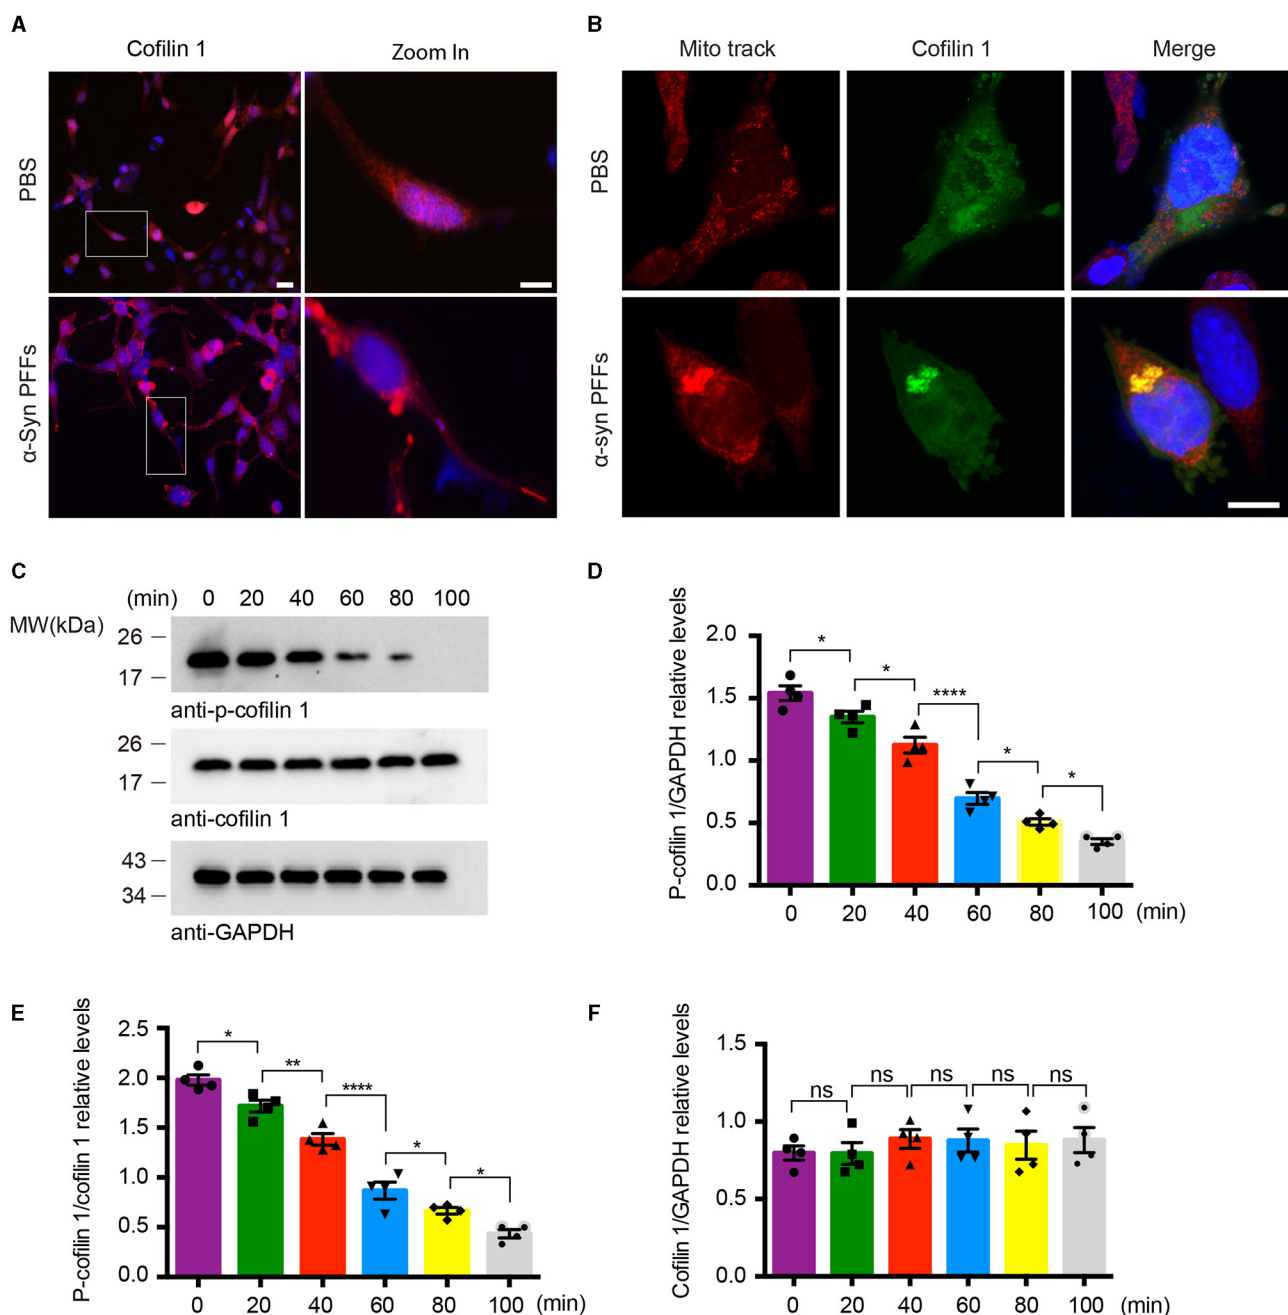 A
Cofilin 1
Zoom In
PBS
α-Syn PFFs
B
Mito track
Cofilin 1
Merge
PBS
α-syn PFFs
C
(min) 0 20 40 60 80 100
MW(kDa)
26
17
anti-p-cofilin 1
26
17
anti-cofilin 1
43
34
anti-GAPDH
D
P-cofilin 1/GAPDH relative levels
2.0
1.5
1.0
0.5
0.0
* * **** * *
0 20 40 60 80 100 (min)
E
P-cofilin 1/cofilin 1 relative levels
2.5
2.0
1.5
1.0
0.5
0.0
* ** **** * *
0 20 40 60 80 100 (min)
F
Cofilin 1/GAPDH relative levels
1.5
1.0
0.5
0.0
ns ns ns ns ns
0 20 40 60 80 100 (min)